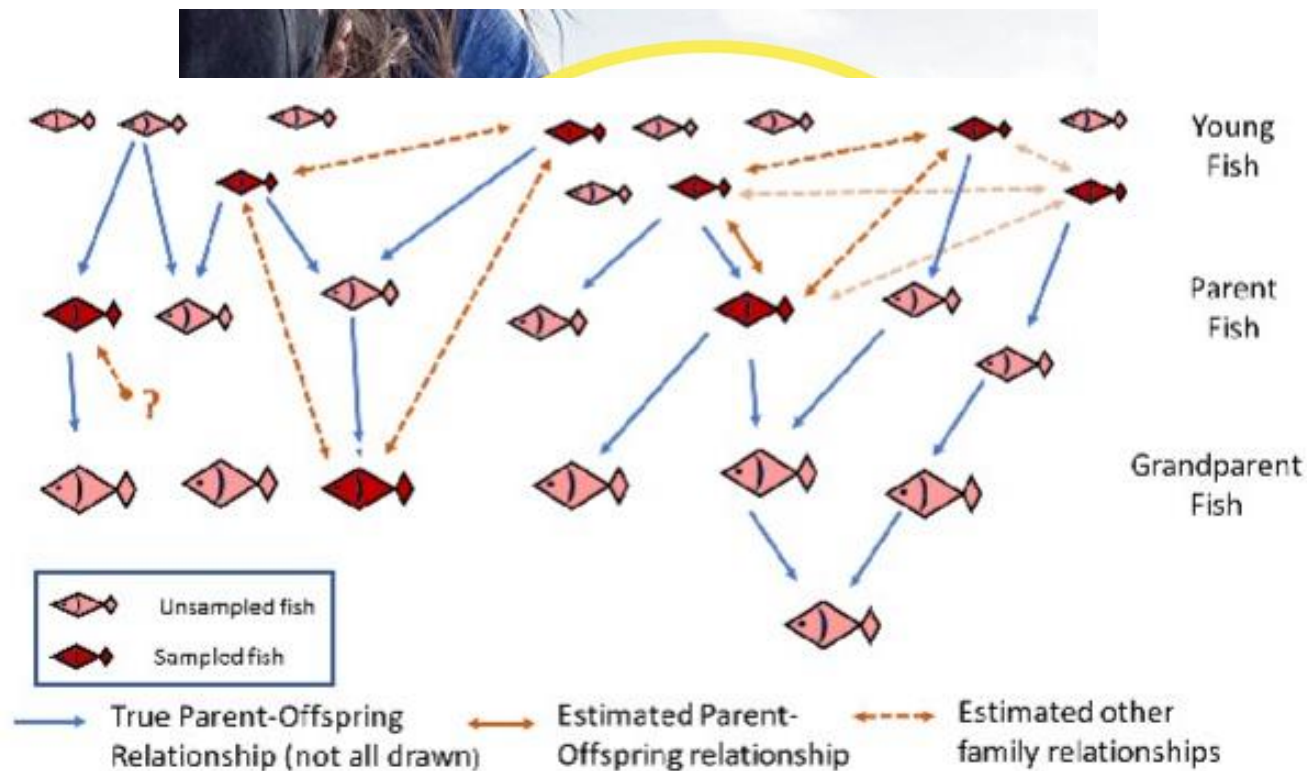 Young
Fish
Parent
Fish
?
Grandparent
Fish
Unsampled fish
Sampled fish
True Parent-Offspring
Relationship (not all drawn)
Estimated Parent-
Offspring relationship
Estimated other
family relationships